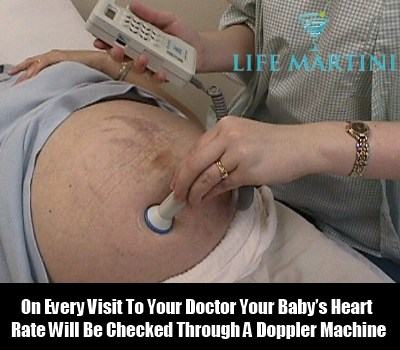 LIFE MARTINI
On Every Visit To Your Doctor Your Baby's Heart
Rate Will Be Checked Through A Doppler Machine